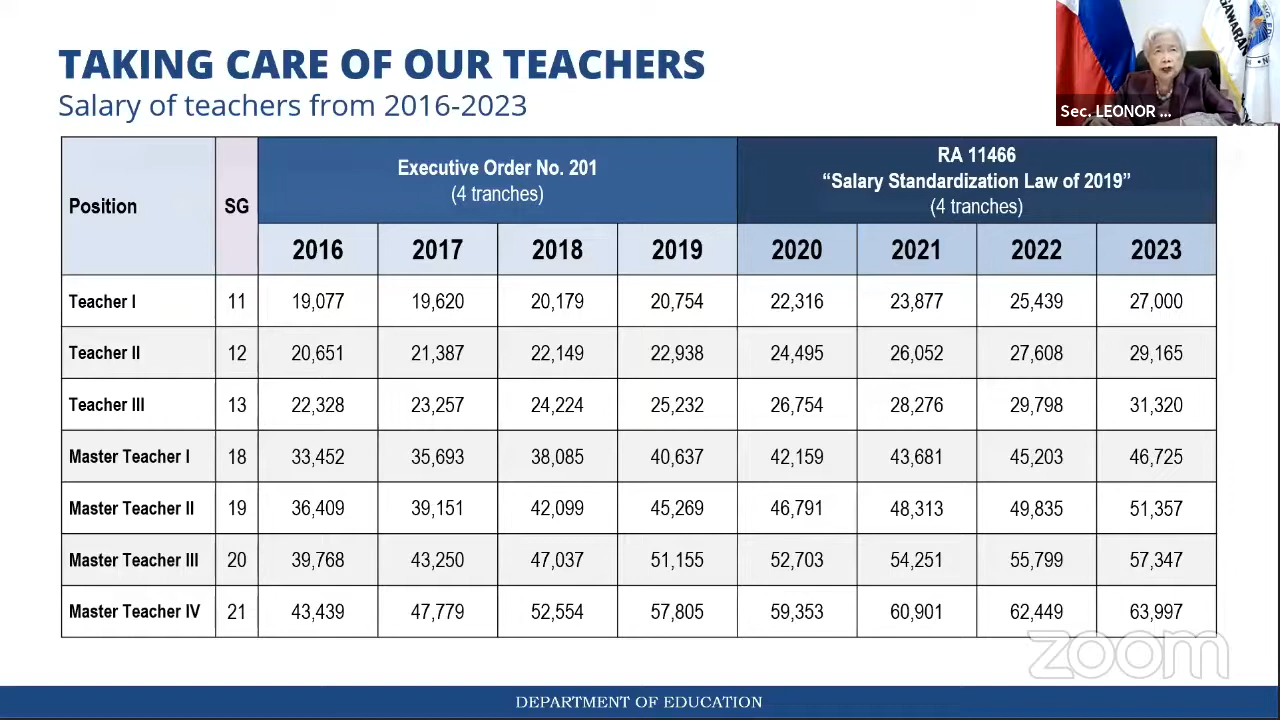 TAKING CARE OF OUR TEACHERS
Salary of teachers from 2016-2023
GAWARAN
Sec. LEONOR ...
Position SG Executive Order No. 201 (4 tranches) RA 11466 “Salary Standardization Law of 2019” (4 tranches)
2016 2017 2018 2019 2020 2021 2022 2023
Teacher I 11 19,077 19,620 20,179 20,754 22,316 23,877 25,439 27,000
Teacher II 12 20,651 21,387 22,149 22,938 24,495 26,052 27,608 29,165
Teacher III 13 22,328 23,257 24,224 25,232 26,754 28,276 29,798 31,320
Master Teacher I 18 33,452 35,693 38,085 40,637 42,159 43,681 45,203 46,725
Master Teacher II 19 36,409 39,151 42,099 45,269 46,791 48,313 49,835 51,357
Master Teacher III 20 39,768 43,250 47,037 51,155 52,703 54,251 55,799 57,347
Master Teacher IV 21 43,439 47,779 52,554 57,805 59,353 60,901 62,449 63,997
zoom
DEPARTMENT OF EDUCATION